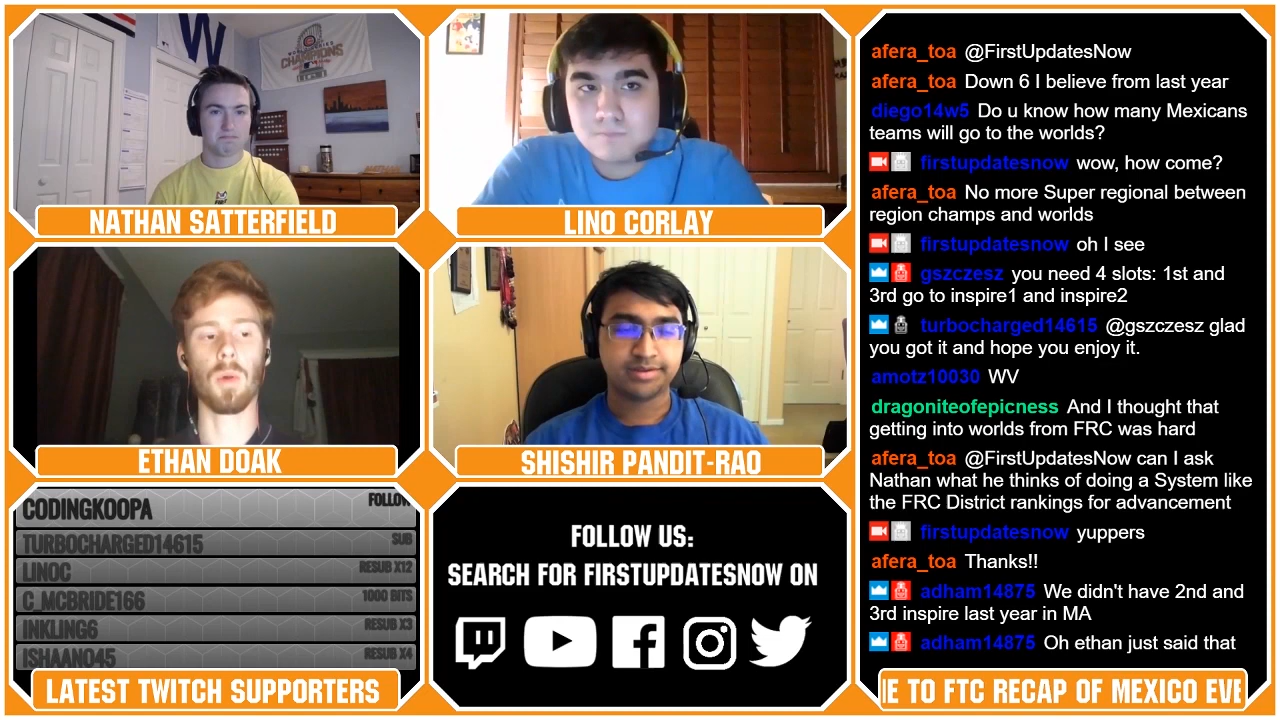 W
CHAMPIONS
NATHAN SATTERFIELD
LINO CORLAY
ETHAN DOAK
SHISHIR PANDIT-RAO
CODINGKOOPA FOLLOW
TURBOCHARGED14615 SUB
LINOC RESUB X12
C_MCBRIDE166 1000 BITS
INKLING6 RESUB X3
ISHAAN045 RESUB X4
LATEST TWITCH SUPPORTERS
FOLLOW US:
SEARCH FOR FIRSTUPDATESNOW ON
afera_toa @FirstUpdatesNow
afera_toa Down 6 I believe from last year
diego14w5 Do u know how many Mexicans
teams will go to the worlds?
firstupdatesnow wow, how come?
afera_toa No more Super regional between
region champs and worlds
firstupdatesnow oh I see
gszczesz you need 4 slots: 1st and
3rd go to inspire1 and inspire2
turbocharged14615 @gszczesz glad
you got it and hope you enjoy it.
amotz10030 WV
dragoniteofepicness And I thought that
getting into worlds from FRC was hard
afera_toa @FirstUpdatesNow can I ask
Nathan what he thinks of doing a System like
the FRC District rankings for advancement
firstupdatesnow yuppers
afera_toa Thanks!!
adham14875 We didn't have 2nd and
3rd inspire last year in MA
adham14875 Oh ethan just said that
E TO FTC RECAP OF MEXICO EVE